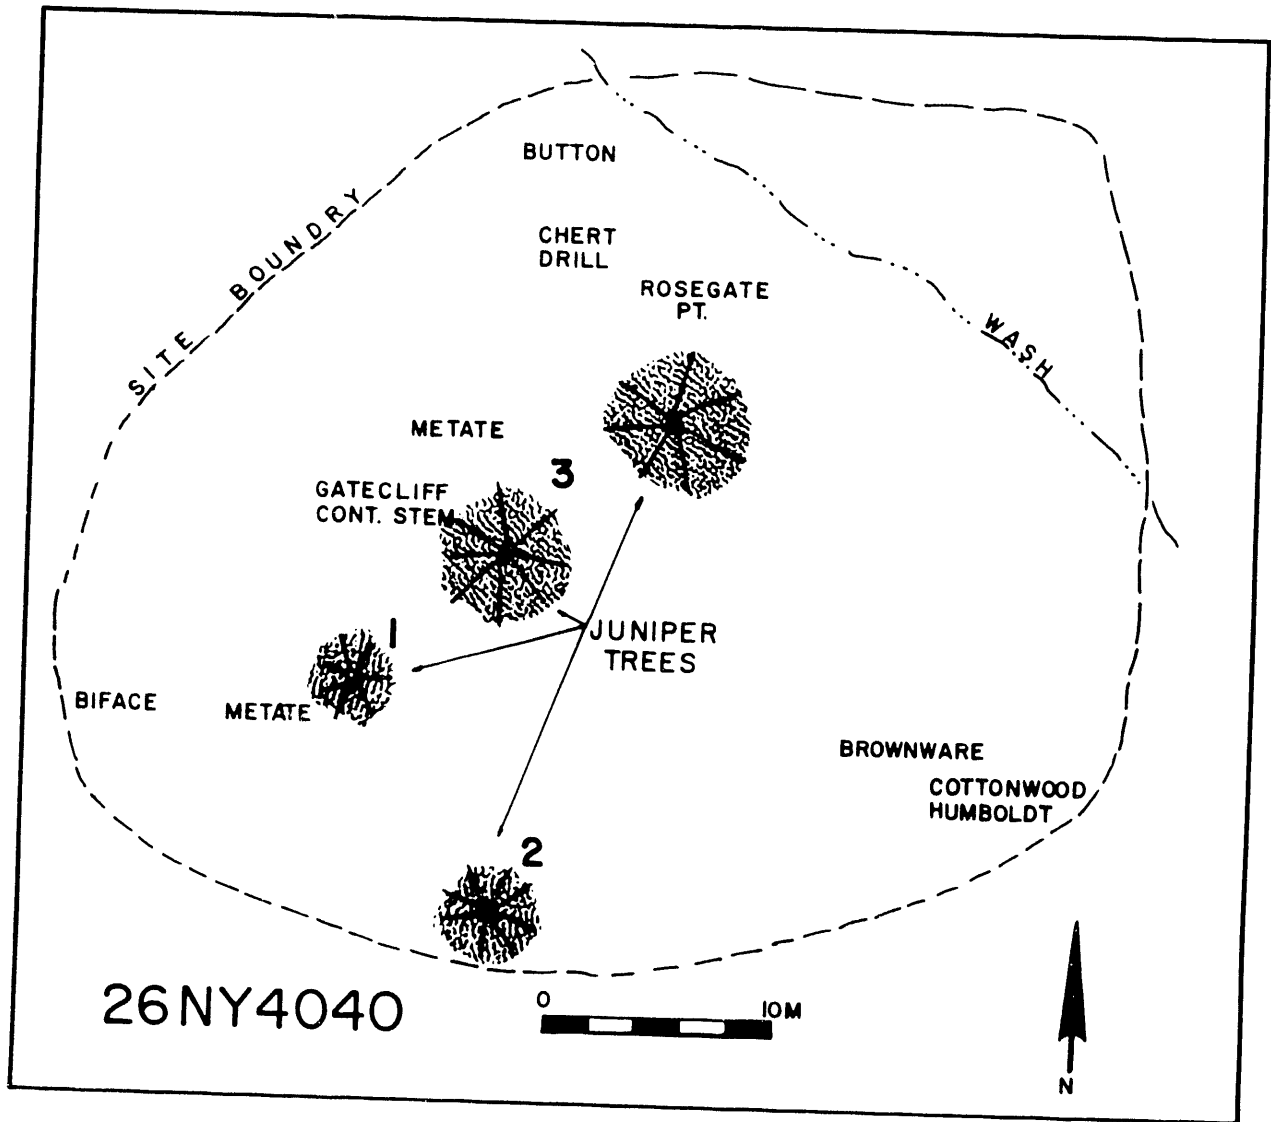 BUTTON
SITE BOUNDRY
CHERT
DRILL
ROSEGATE
PT.
WASH
METATE
3
GATECLIFF
CONT. STEM
1
JUNIPER
TREES
BIFACE
METATE
BROWNWARE
COTTONWOOD
HUMBOLDT
2
26NY4040
0 10M
N